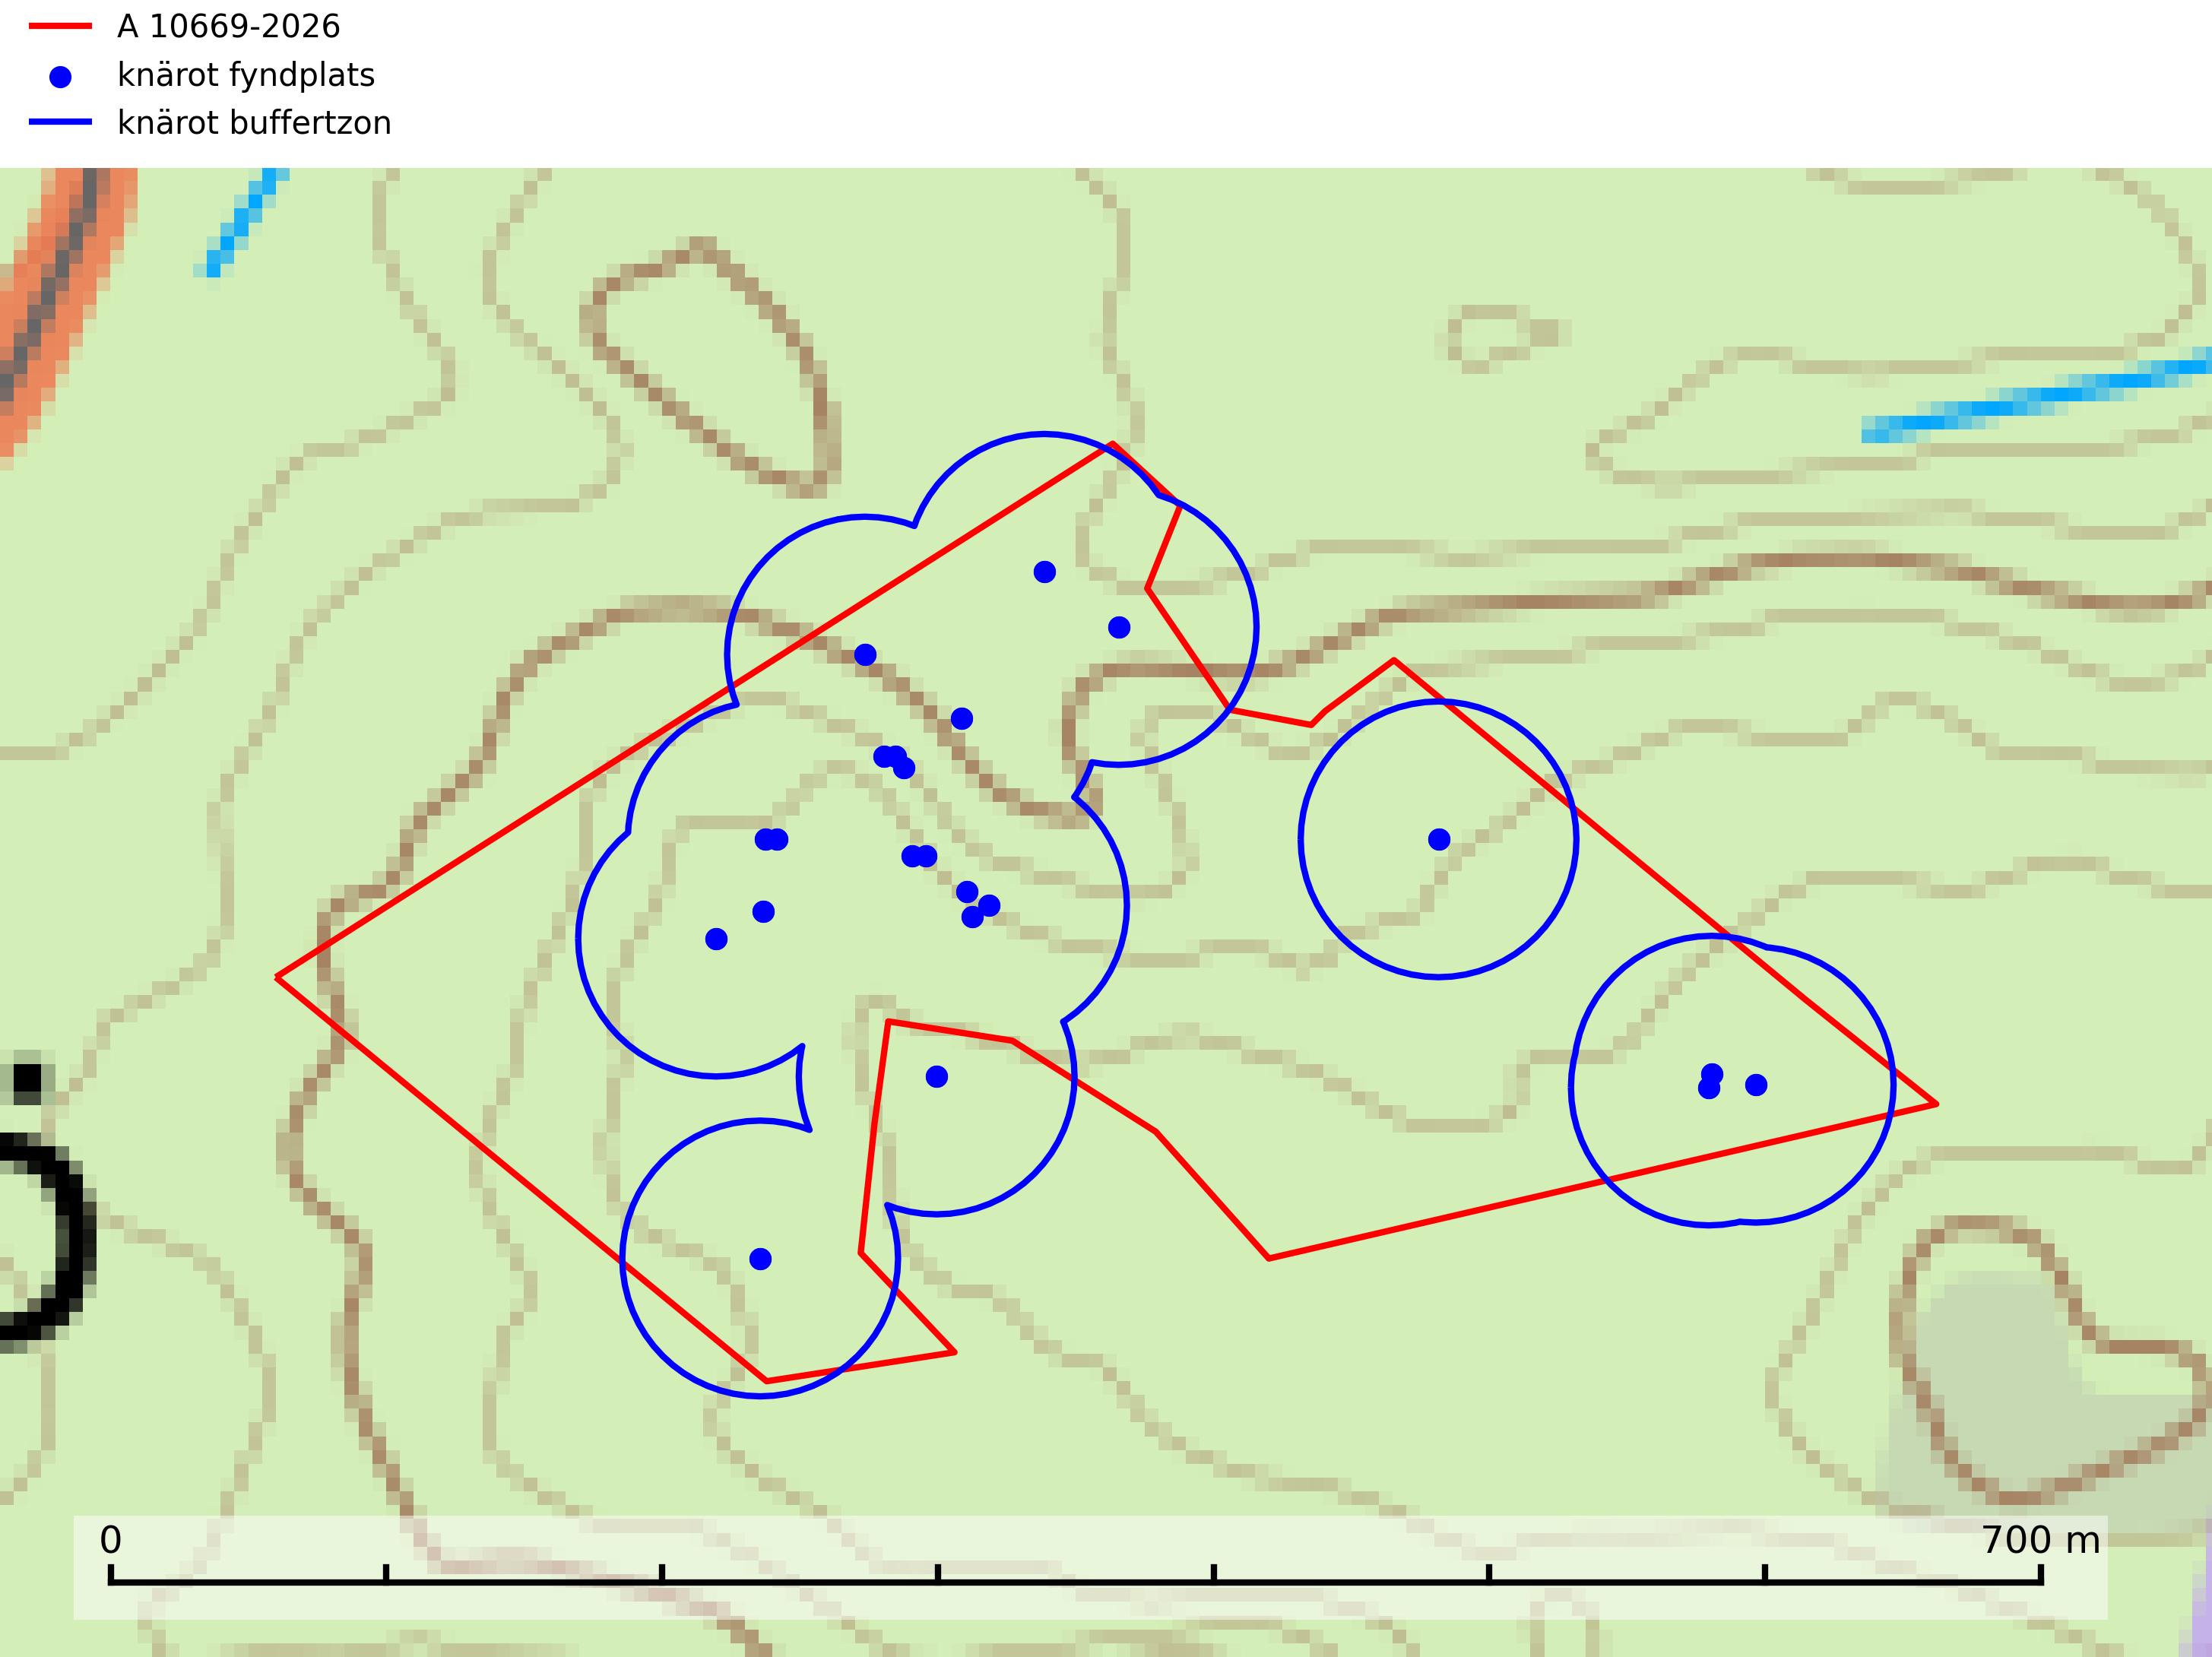 A 10669-2026
knärot fyndplats
knärot buffertzon
0 700 m